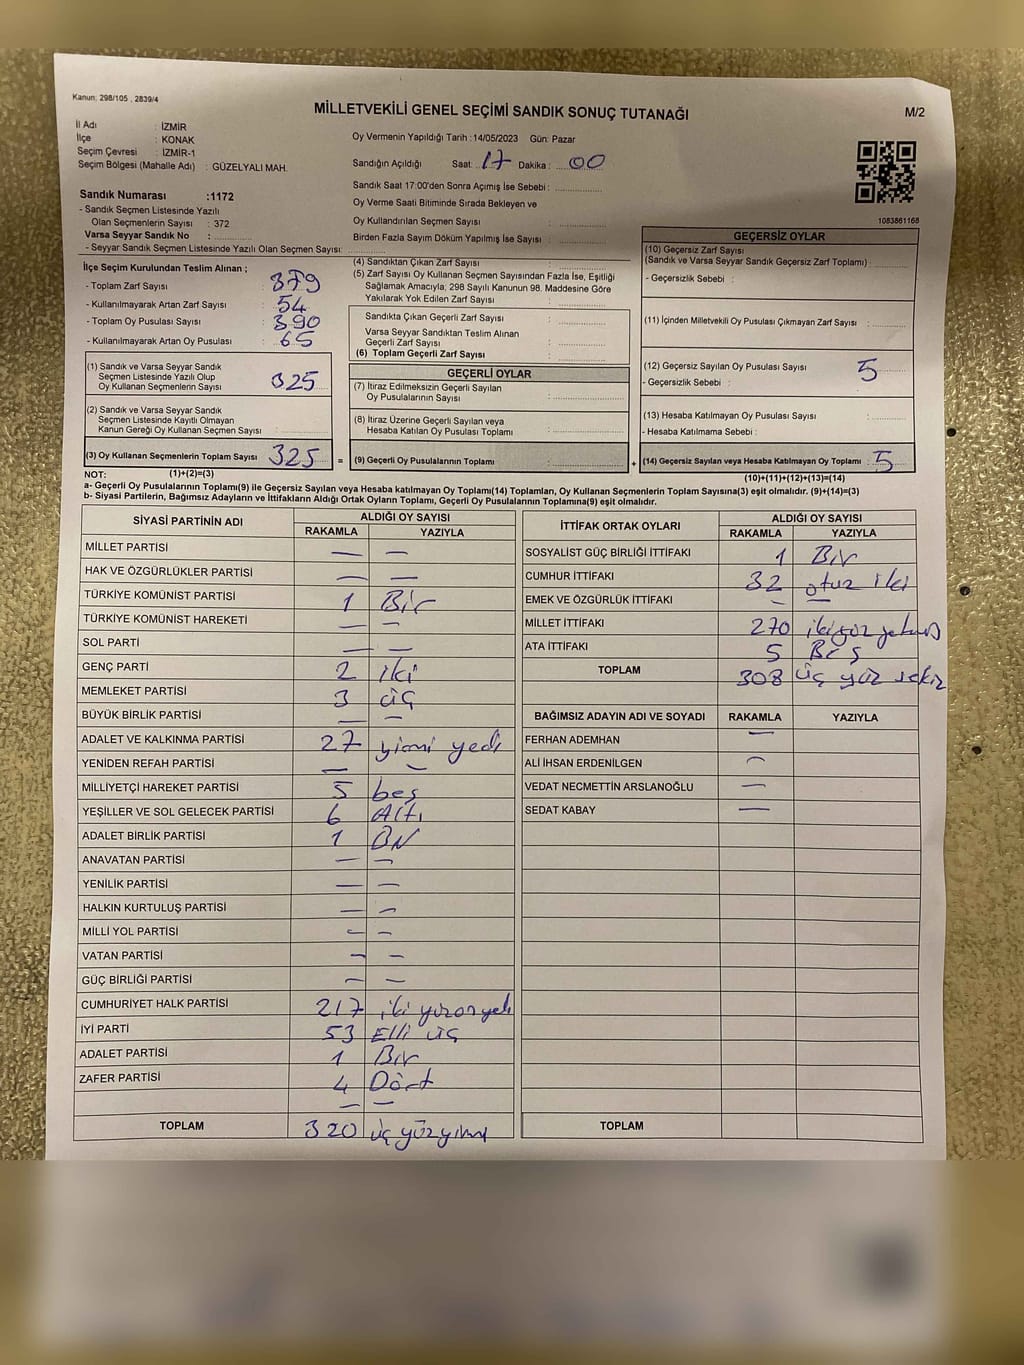 Kanun; 298/105 , 2839/4
MİLLETVEKİLİ GENEL SEÇİMİ SANDIK SONUÇ TUTANAĞI
M/2
İl Adı : İZMİR
İlçe : KONAK
Seçim Çevresi : İZMİR-1
Seçim Bölgesi (Mahalle Adı) : GÜZELYALI MAH.
Oy Vermenin Yapıldığı Tarih : 14/05/2023 Gün: Pazar
Sandığın Açıldığı Saat: 17 Dakika : 00
Sandık Saat 17:00'den Sonra Açımış İse Sebebi :
Oy Verme Saati Bitiminde Sırada Bekleyen ve
Oy Kullandırılan Seçmen Sayısı
Birden Fazla Sayım Döküm Yapılmış İse Sayısı :
1083861168
Sandık Numarası :1172
- Sandık Seçmen Listesinde Yazılı
Olan Seçmenlerin Sayısı : 372
Varsa Seyyar Sandık No :
- Seyyar Sandık Seçmen Listesinde Yazılı Olan Seçmen Sayısı:
İlçe Seçim Kurulundan Teslim Alınan ;
- Toplam Zarf Sayısı : 379
- Kullanılmayarak Artan Zarf Sayısı : 54
- Toplam Oy Pusulası Sayısı : 390
- Kullanılmayarak Artan Oy Pusulası : 65
(1) Sandık ve Varsa Seyyar Sandık
Seçmen Listesinde Yazılı Olup
Oy Kullanan Seçmenlerin Sayısı : 325
(2) Sandık ve Varsa Seyyar Sandık
Seçmen Listesinde Kayıtlı Olmayan
Kanun Gereği Oy Kullanan Seçmen Sayısı :
(3) Oy Kullanan Seçmenlerin Toplam Sayısı : 325 =
(4) Sandıktan Çıkan Zarf Sayısı :
(5) Zarf Sayısı Oy Kullanan Seçmen Sayısından Fazla İse, Eşitliği
Sağlamak Amacıyla, 298 Sayılı Kanunun 98. Maddesine Göre
Yakılarak Yok Edilen Zarf Sayısı :
Sandıkta Çıkan Geçerli Zarf Sayısı :
Varsa Seyyar Sandıktan Teslim Alınan
Geçerli Zarf Sayısı :
(6) Toplam Geçerli Zarf Sayısı :
GEÇERLİ OYLAR
(7) İtiraz Edilmeksizin Geçerli Sayılan
Oy Pusulalarının Sayısı :
(8) İtiraz Üzerine Geçerli Sayılan veya
Hesaba Katılan Oy Pusulası Toplamı :
(9) Geçerli Oy Pusulalarının Toplamı : +
GEÇERSİZ OYLAR
(10) Geçersiz Zarf Sayısı
(Sandık ve Varsa Seyyar Sandık Geçersiz Zarf Toplamı) :
- Geçersizlik Sebebi :
(11) İçinden Milletvekili Oy Pusulası Çıkmayan Zarf Sayısı :
(12) Geçersiz Sayılan Oy Pusulası Sayısı : 5
- Geçersizlik Sebebi :
(13) Hesaba Katılmayan Oy Pusulası Sayısı :
- Hesaba Katılmama Sebebi :
(14) Geçersiz Sayılan veya Hesaba Katılmayan Oy Toplamı : 5
NOT: (1)+(2)=(3) (10)+(11)+(12)+(13)=(14)
a- Geçerli Oy Pusulalarının Toplamı(9) ile Geçersiz Sayılan veya Hesaba katılmayan Oy Toplamı(14) Toplamları, Oy Kullanan Seçmenlerin Toplam Sayısına(3) eşit olmalıdır. (9)+(14)=(3)
b- Siyasi Partilerin, Bağımsız Adayların ve İttifakların Aldığı Ortak Oyların Toplamı, Geçerli Oy Pusulalarının Toplamına(9) eşit olmalıdır.
SİYASİ PARTİNİN ADI ALDIĞI OY SAYISI
RAKAMLA YAZIYLA
MİLLET PARTİSİ — —
HAK VE ÖZGÜRLÜKLER PARTİSİ — —
TÜRKİYE KOMÜNİST PARTİSİ 1 Bir
TÜRKİYE KOMÜNİST HAREKETİ — —
SOL PARTİ — —
GENÇ PARTİ 2 iki
MEMLEKET PARTİSİ 3 üç
BÜYÜK BİRLİK PARTİSİ — —
ADALET VE KALKINMA PARTİSİ 27 yirmi yedi
YENİDEN REFAH PARTİSİ — —
MİLLİYETÇİ HAREKET PARTİSİ 5 beş
YEŞİLLER VE SOL GELECEK PARTİSİ 6 Altı
ADALET BİRLİK PARTİSİ 1 Bir
ANAVATAN PARTİSİ — —
YENİLİK PARTİSİ — —
HALKIN KURTULUŞ PARTİSİ — —
MİLLİ YOL PARTİSİ — —
VATAN PARTİSİ — —
GÜÇ BİRLİĞİ PARTİSİ — —
CUMHURİYET HALK PARTİSİ 217 iki yüz on yedi
İYİ PARTİ 53 Elli üç
ADALET PARTİSİ 1 Bir
ZAFER PARTİSİ 4 Dört
— —
TOPLAM 320 üç yüz yirmi
İTTİFAK ORTAK OYLARI ALDIĞI OY SAYISI
RAKAMLA YAZIYLA
SOSYALİST GÜÇ BİRLİĞİ İTTİFAKI 1 Bir
CUMHUR İTTİFAKI 32 otuz iki
EMEK VE ÖZGÜRLÜK İTTİFAKI — —
MİLLET İTTİFAKI 270 iki yüz yetmiş
ATA İTTİFAKI 5 Beş
TOPLAM 308 üç yüz sekiz
BAĞIMSIZ ADAYIN ADI VE SOYADI RAKAMLA YAZIYLA
FERHAN ADEMHAN —
ALİ İHSAN ERDENİLGEN —
VEDAT NECMETTİN ARSLANOĞLU —
SEDAT KABAY —
TOPLAM